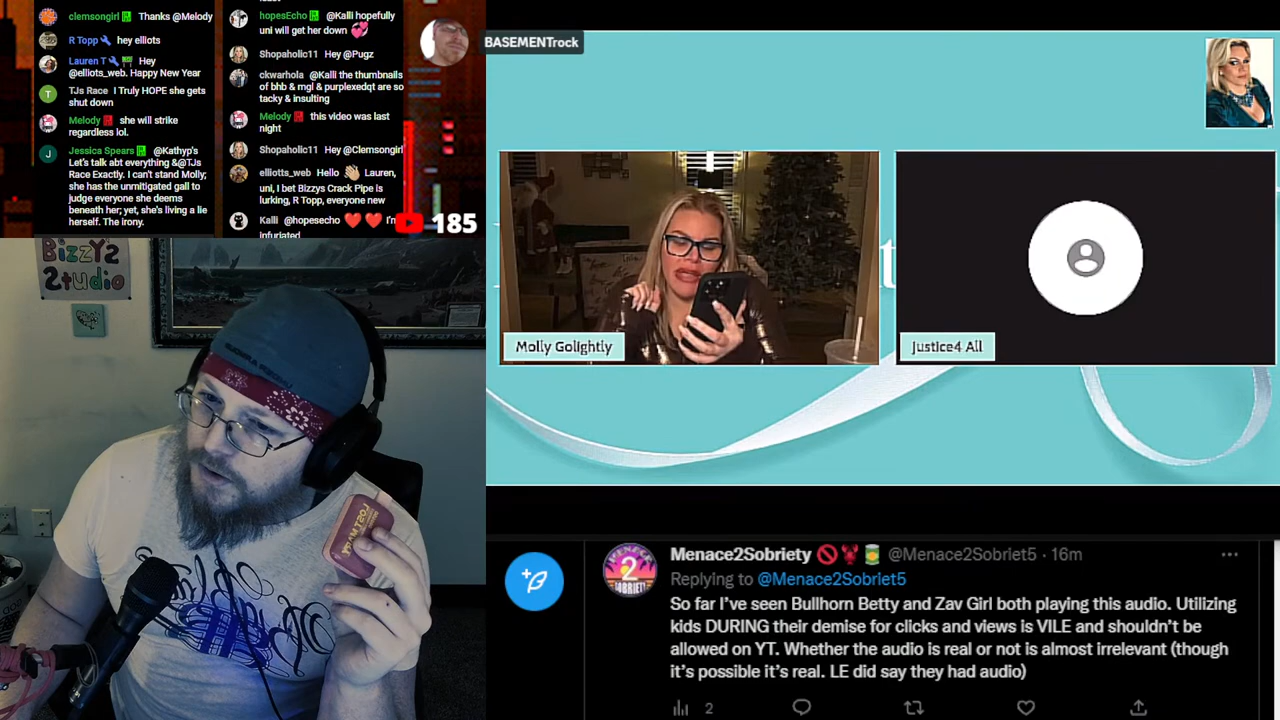 clemsongirl Thanks @Melody
R Topp hey elliots
Lauren T Hey
@elliotts_web. Happy New Year
TJs Race I Truly HOPE she gets
shut down
Melody she will strike
regardless lol.
Jessica Spears @Kathyp's
Let's talk abt everything &@TJs
Race Exactly. I can't stand Molly;
she has the unmitigated gall to
judge everyone she deems
beneath her; yet, she's living a lie
herself. The irony.
hopesEcho @Kalli hopefully
uni will get her down
Shopaholic11 Hey @Pugz
ckwarhola @Kalli the thumbnails
of bhb & mgl & purplexedqt are so
tacky & insulting
Melody this video was last
night
Shopaholic11 Hey @Clemsongirl
elliotts_web Hello Lauren,
uni, I bet Bizzys Crack Pipe is
lurking, R Topp, everyone new
Kalli @hopesecho I'm
infuriated
185
BASEMENTrock
BizzYs
2tudio
Molly Golightly
Justice4 All
t
LOST MARY
Menace2Sobriety @Menace2Sobriet5 · 16m
Replying to @Menace2Sobriet5
So far I've seen Bullhorn Betty and Zav Girl both playing this audio. Utilizing
kids DURING their demise for clicks and views is VILE and shouldn't be
allowed on YT. Whether the audio is real or not is almost irrelevant (though
it's possible it's real. LE did say they had audio)
2